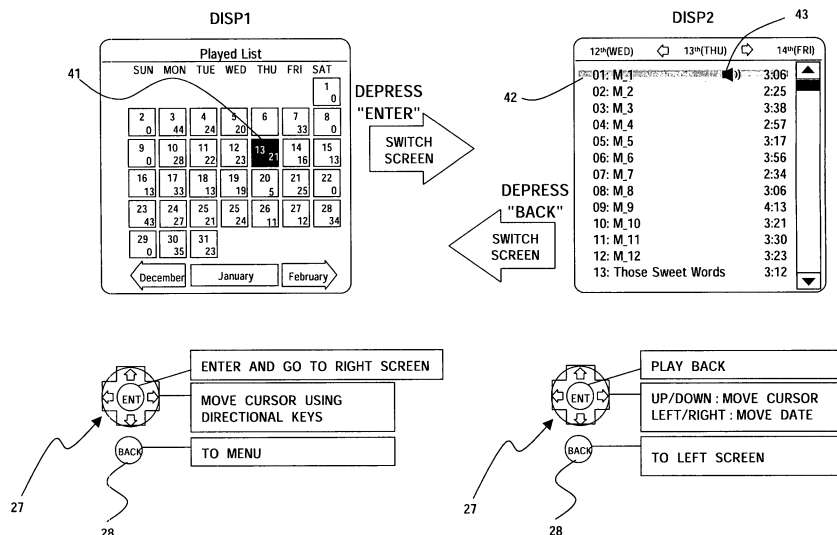 DISP1
Played List
SUN MON TUE WED THU FRI SAT
1
0
2 3 4 5 6 7 8
0 44 24 20 33 0
9 10 11 12 13 14 15
0 28 22 23 21 16 13
16 17 18 19 20 21 22
13 33 13 19 5 25 0
23 24 25 25 26 27 28
43 27 21 24 11 12 34
29 30 31
0 35 23
December January February
41
DEPRESS
"ENTER"
SWITCH
SCREEN
DEPRESS
"BACK"
SWITCH
SCREEN
DISP2
43
12th(WED) 13th(THU) 14th(FRI)
42
01: M_1 3:06
02: M_2 2:25
03: M_3 3:38
04: M_4 2:57
05: M_5 3:17
06: M_6 3:56
07: M_7 2:34
08: M_8 3:06
09: M_9 4:13
10: M_10 3:21
11: M_11 3:30
12: M_12 3:23
13: Those Sweet Words 3:12
ENT
ENTER AND GO TO RIGHT SCREEN
MOVE CURSOR USING
DIRECTIONAL KEYS
BACK
TO MENU
27
28
ENT
PLAY BACK
UP/DOWN : MOVE CURSOR
LEFT/RIGHT : MOVE DATE
BACK
TO LEFT SCREEN
27
28